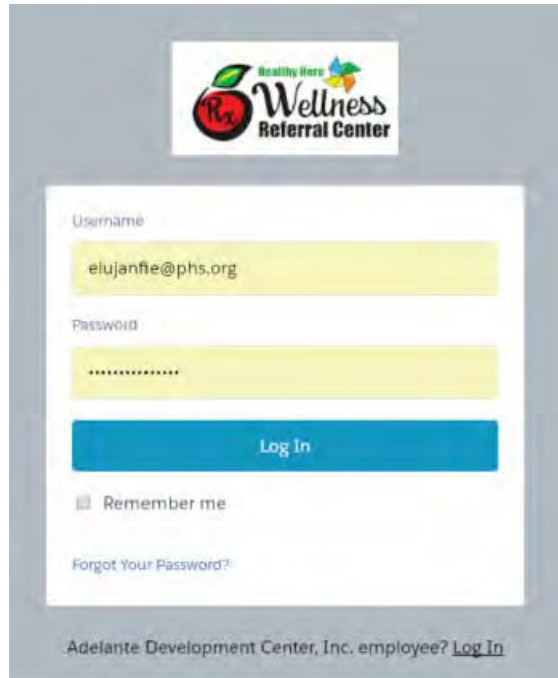 Healthy Here
Rx
Wellness
Referral Center
Username
elujanfie@phs.org
Password
•••••••••••••••
Log In
Remember me
Forgot Your Password?
Adelante Development Center, Inc. employee? Log In